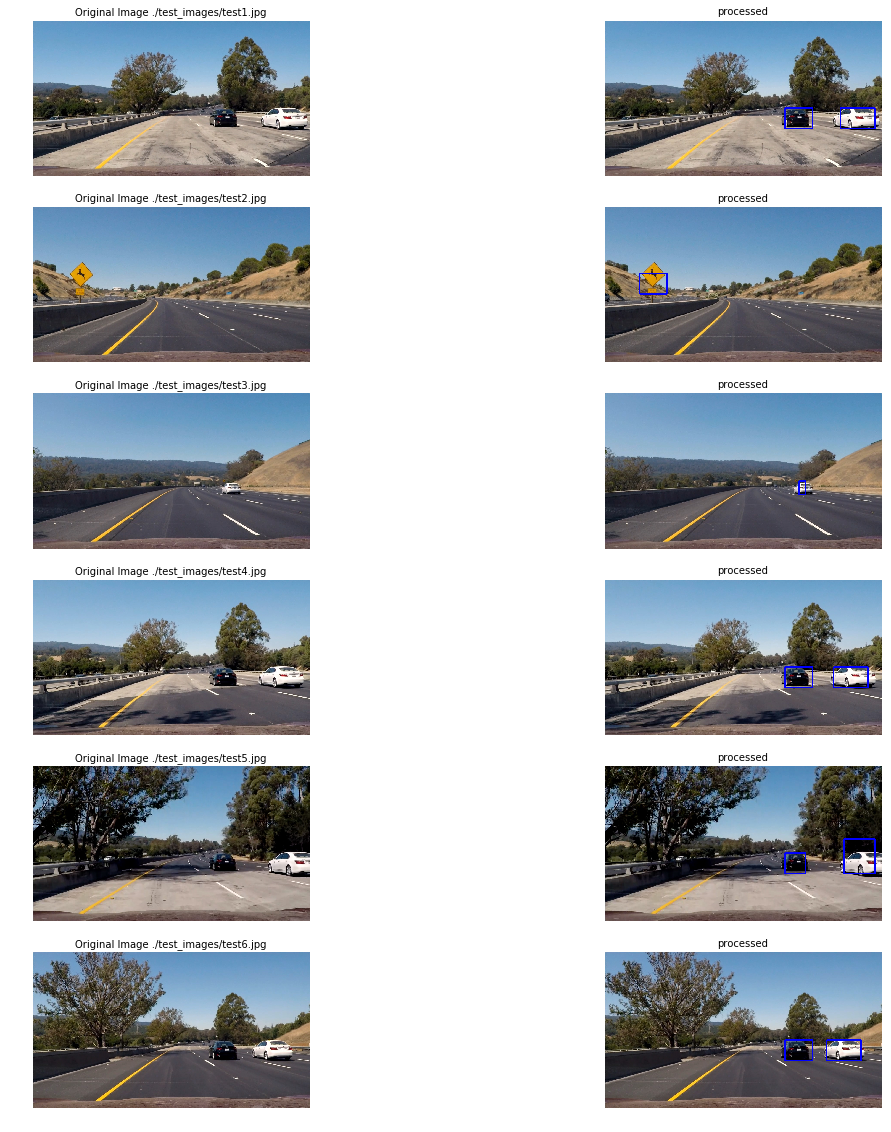 Original Image ./test_images/test1.jpg
processed
Original Image ./test_images/test2.jpg
processed
Original Image ./test_images/test3.jpg
processed
Original Image ./test_images/test4.jpg
processed
Original Image ./test_images/test5.jpg
processed
Original Image ./test_images/test6.jpg
processed